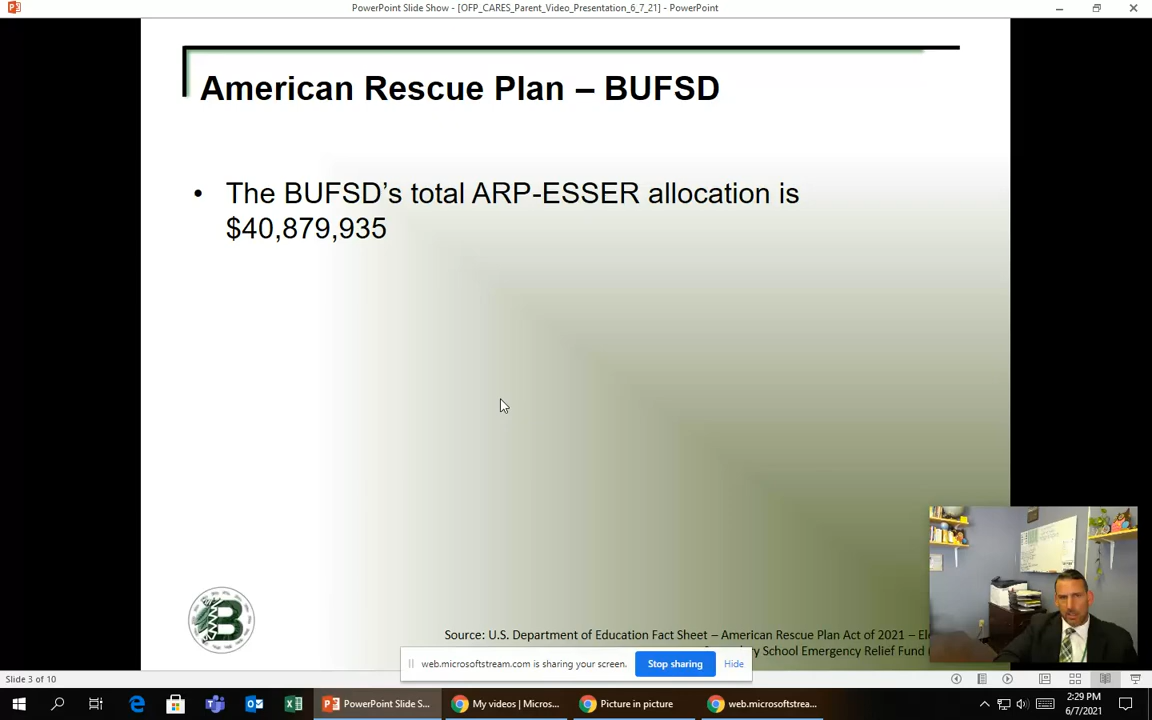 PowerPoint Slide Show - [OFP_CARES_Parent_Video_Presentation_6_7_21] - PowerPoint
American Rescue Plan – BUFSD
• The BUFSD's total ARP-ESSER allocation is
$40,879,935
B
Source: U.S. Department of Education Fact Sheet – American Rescue Plan Act of 2021 –
School Emergency Relief Fund
web.microsoftstream.com is sharing your screen.
Stop sharing
Hide
Slide 3 of 10
PowerPoint Slide S...
My videos | Micros...
Picture in picture
web.microsoftstrea...
2:29 PM
6/7/2021